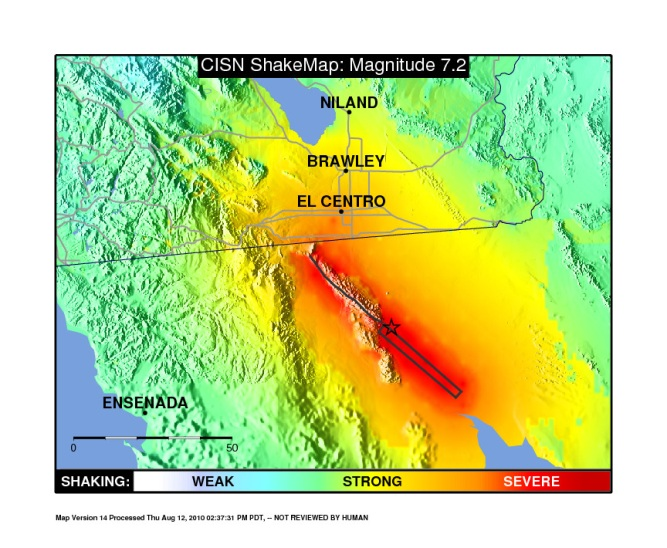 CISN ShakeMap: Magnitude 7.2
NILAND
BRAWLEY
EL CENTRO
ENSENADA
0 50
SHAKING: WEAK STRONG SEVERE
Map Version 14 Processed Thu Aug 12, 2010 02:37:31 PM PDT, -- NOT REVIEWED BY HUMAN